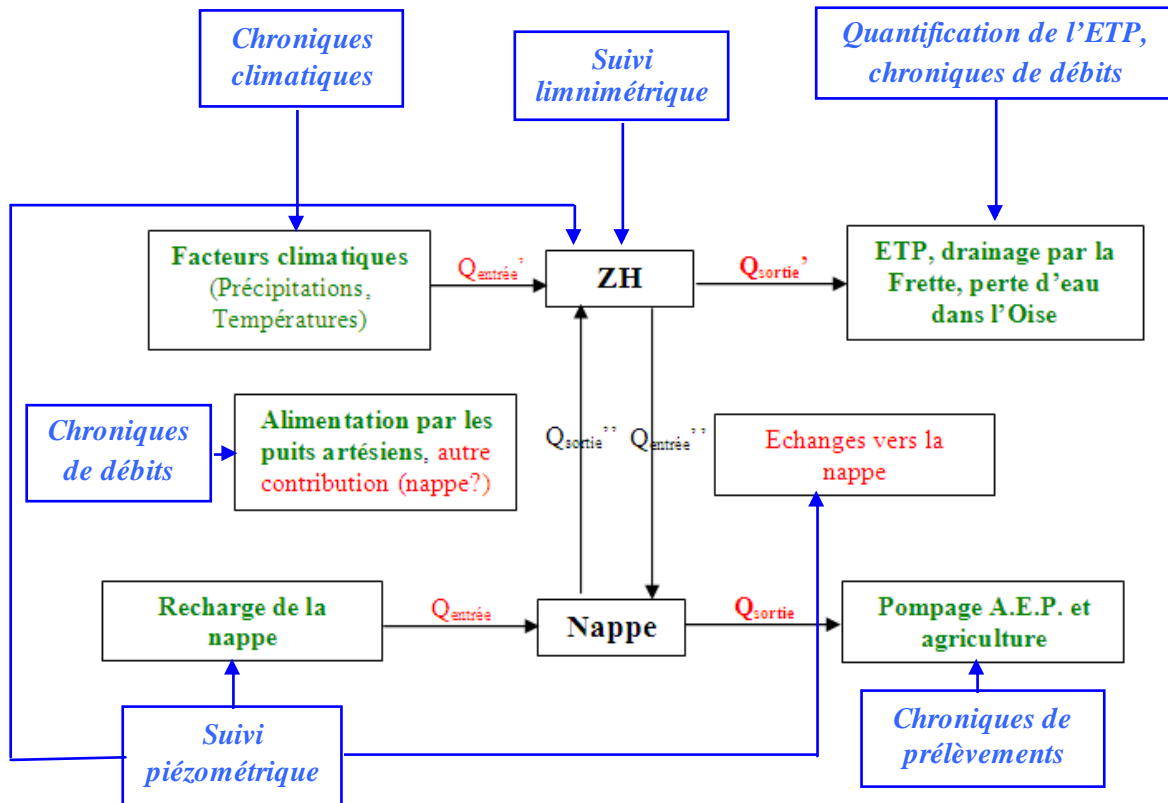 Chroniques
climatiques
Suivi
limnimétrique
Quantification de l’ETP,
chroniques de débits
Facteurs climatiques
(Précipitations,
Températures)
Qentrée’
ZH
Qsortie’
ETP, drainage par la
Frette, perte d’eau
dans l’Oise
Chroniques
de débits
Alimentation par les
puits artésiens, autre
contribution (nappe?)
Qsortie’’
Qentrée’’
Echanges vers la
nappe
Recharge de la
nappe
Qentrée
Nappe
Qsortie
Pompage A.E.P. et
agriculture
Suivi
piézométrique
Chroniques de
prélèvements